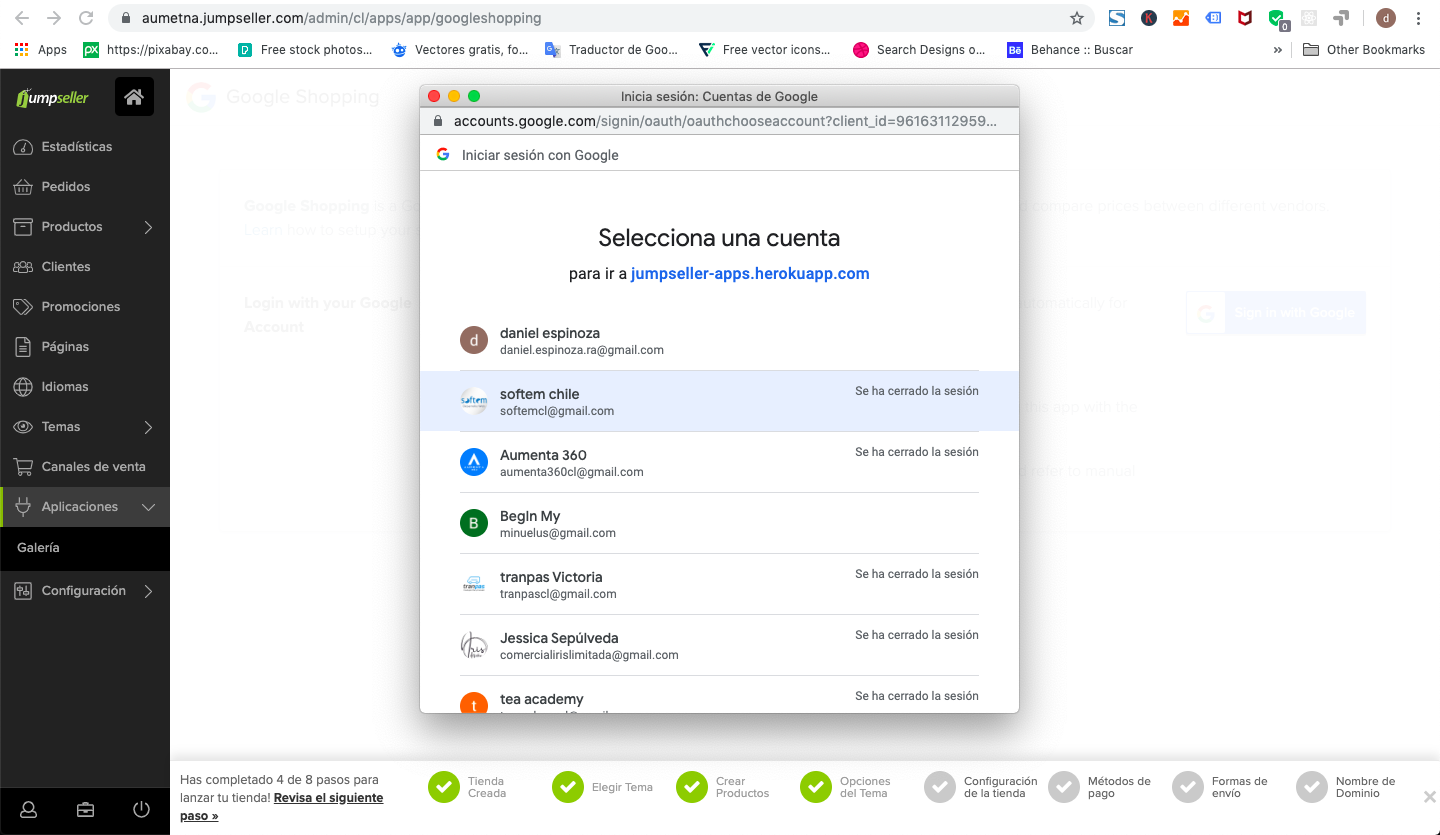 aumetna.jumpseller.com/admin/cl/apps/app/googleshopping
Apps
https://pixabay.co...
Free stock photos...
Vectores gratis, fo...
Traductor de Goo...
Free vector icons...
Search Designs o...
Behance :: Buscar
»
Other Bookmarks
jumpseller
Google Shopping
Inicia sesión: Cuentas de Google
accounts.google.com/signin/oauth/oauthchooseaccount?client_id=96163112959...
Iniciar sesión con Google
Estadísticas
Pedidos
Productos
Clientes
Promociones
Páginas
Idiomas
Temas
Canales de venta
Aplicaciones
Galería
Configuración
Google Shopping is a
compare prices between different vendors.
Learn how to setup your
Login with your Google
Account
automatically for
Sign in with Google
this app with the
refer to manual
Selecciona una cuenta
para ir a jumpseller-apps.herokuapp.com
d
daniel espinoza
daniel.espinoza.ra@gmail.com
softem
softem chile
softemcl@gmail.com
Se ha cerrado la sesión
Aumenta 360
aumenta360cl@gmail.com
Se ha cerrado la sesión
B
BegIn My
minuelus@gmail.com
tranpas
tranpas Victoria
tranpascl@gmail.com
Se ha cerrado la sesión
Jessica Sepúlveda
comercialirislimitada@gmail.com
Se ha cerrado la sesión
t
tea academy
Se ha cerrado la sesión
Has completado 4 de 8 pasos para
lanzar tu tienda! Revisa el siguiente
paso »
Tienda
Creada
Elegir Tema
Crear
Productos
Opciones
del Tema
Configuración
de la tienda
Métodos de
pago
Formas de
envío
Nombre de
Dominio